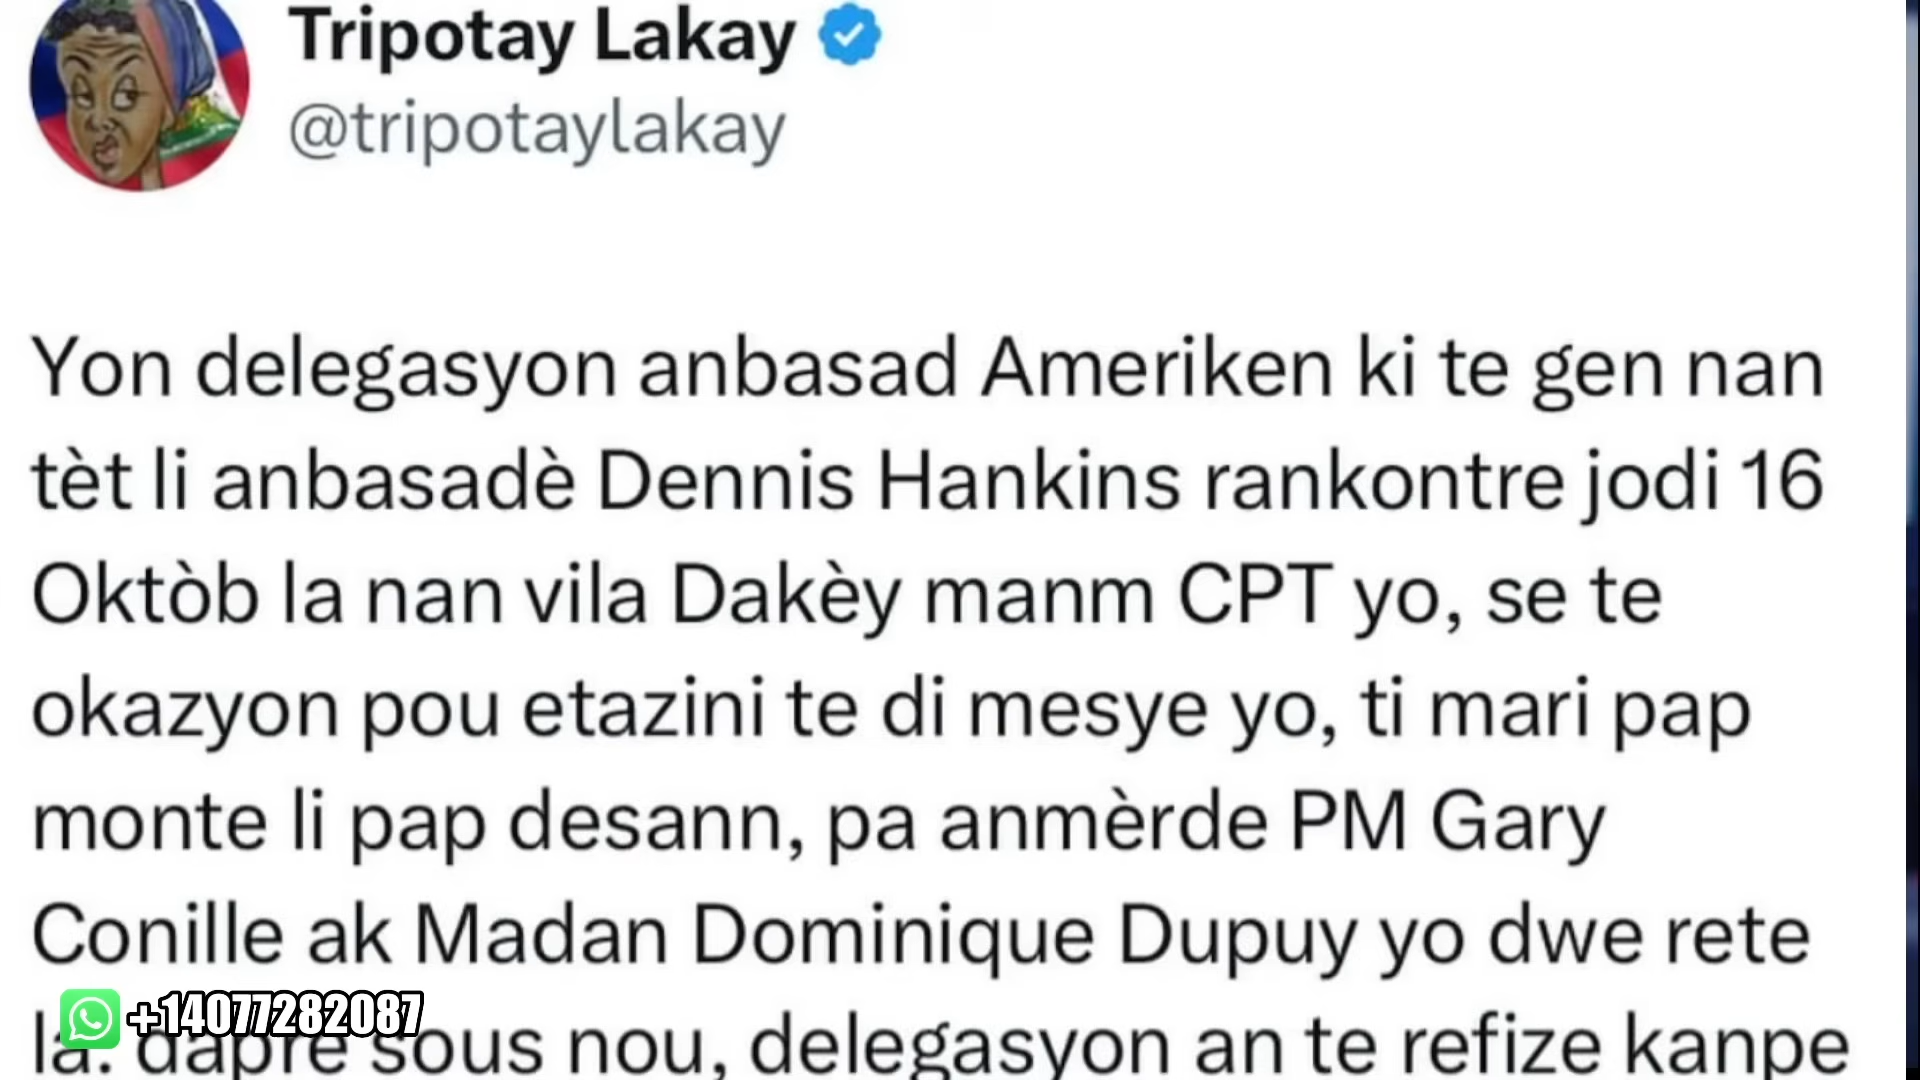 Tripotay Lakay
@tripotaylakay
Yon delegasyon anbasad Ameriken ki te gen nan
tèt li anbasadè Dennis Hankins rankontre jodi 16
Oktòb la nan vila Dakèy manm CPT yo, se te
okazyon pou etazini te di mesye yo, ti mari pap
monte li pap desann, pa anmèrde PM Gary
Conille ak Madan Dominique Dupuy yo dwe rete
la. dapre sous nou, delegasyon an te refize kanpe
+14077282087